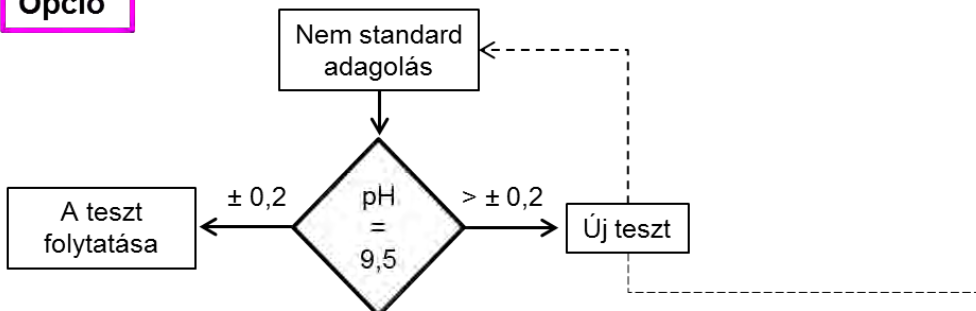 Opció
Nem standard
adagolás
± 0,2
pH
=
9,5
> ± 0,2
A teszt
folytatása
Új teszt